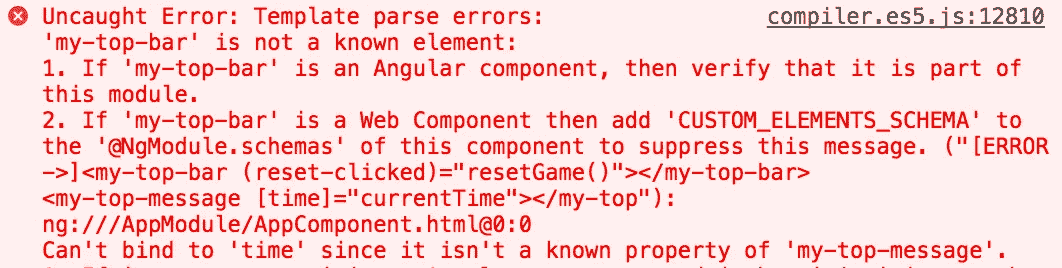 Uncaught Error: Template parse errors: compiler.es5.js:12810
'my-top-bar' is not a known element:
1. If 'my-top-bar' is an Angular component, then verify that it is part of
this module.
2. If 'my-top-bar' is a Web Component then add 'CUSTOM_ELEMENTS_SCHEMA' to
the '@NgModule.schemas' of this component to suppress this message. ("[ERROR
->]<my-top-bar (reset-clicked)="resetGame()"></my-top-bar>
<my-top-message [time]="currentTime"></my-top"):
ng:///AppModule/AppComponent.html@0:0
Can't bind to 'time' since it isn't a known property of 'my-top-message'.